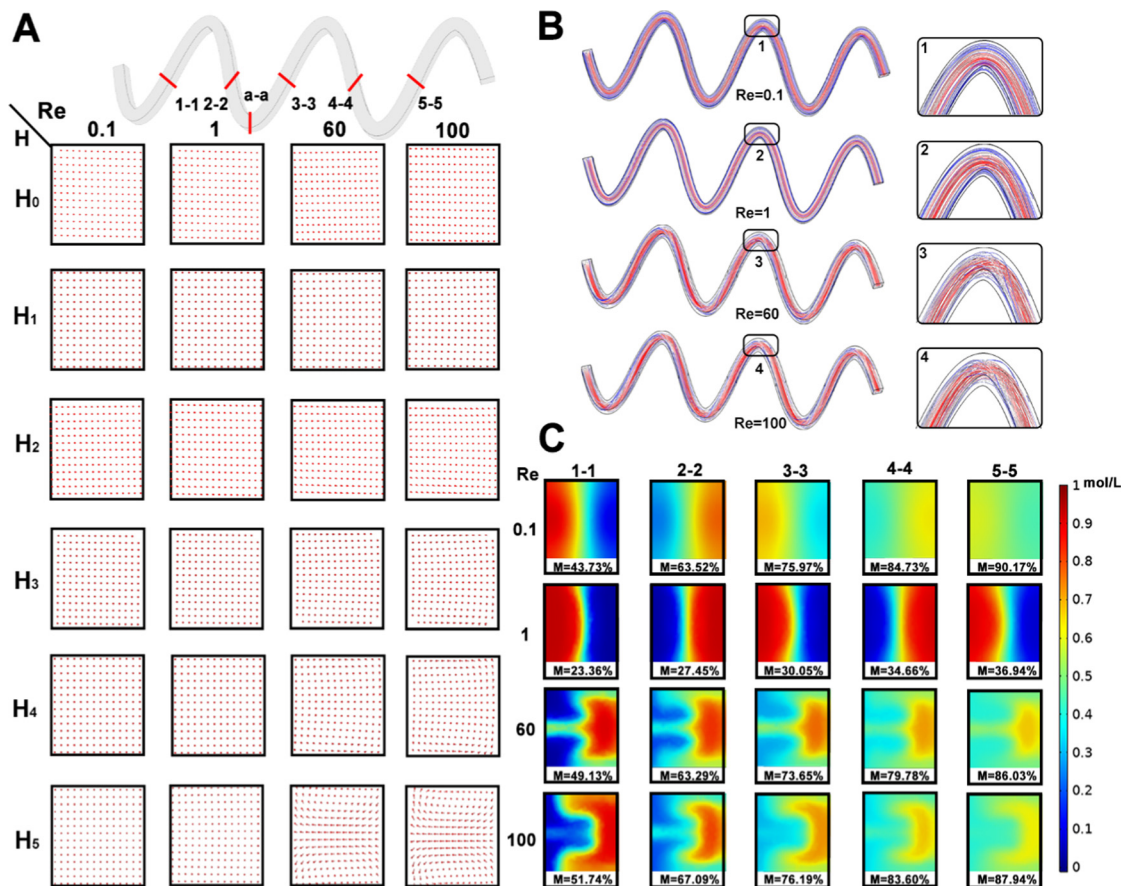 A
1-1 2-2 a-a 3-3 4-4 5-5
Re
H
0.1 1 60 100
H0
H1
H2
H3
H4
H5
B
1
Re=0.1
2
Re=1
3
Re=60
4
Re=100
1
2
3
4
C
Re 1-1 2-2 3-3 4-4 5-5
0.1
M=43.73% M=63.52% M=75.97% M=84.73% M=90.17%
1
M=23.36% M=27.45% M=30.05% M=34.66% M=36.94%
60
M=49.13% M=63.29% M=73.65% M=79.78% M=86.03%
100
M=51.74% M=67.09% M=76.19% M=83.60% M=87.94%
1 mol/L
0.9
0.8
0.7
0.6
0.5
0.4
0.3
0.2
0.1
0